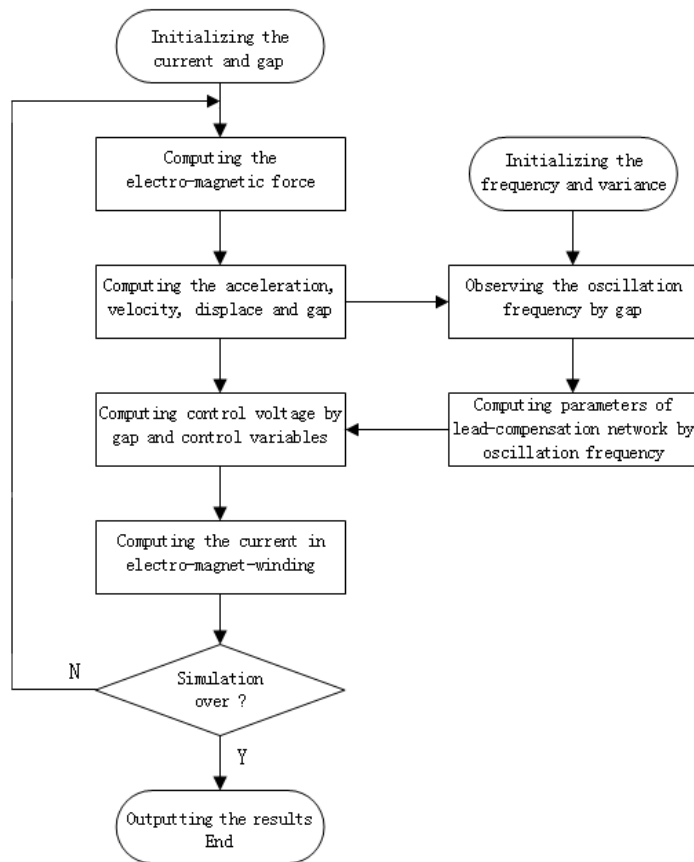 Initializing the
current and gap
Computing the
electro-magnetic force
Initializing the
frequency and variance
Computing the acceleration,
velocity, displace and gap
Observing the oscillation
frequency by gap
Computing control voltage by
gap and control variables
Computing parameters of
lead-compensation network by
oscillation frequency
Computing the current in
electro-magnet-winding
N
Simulation
over ?
Y
Outputting the results
End